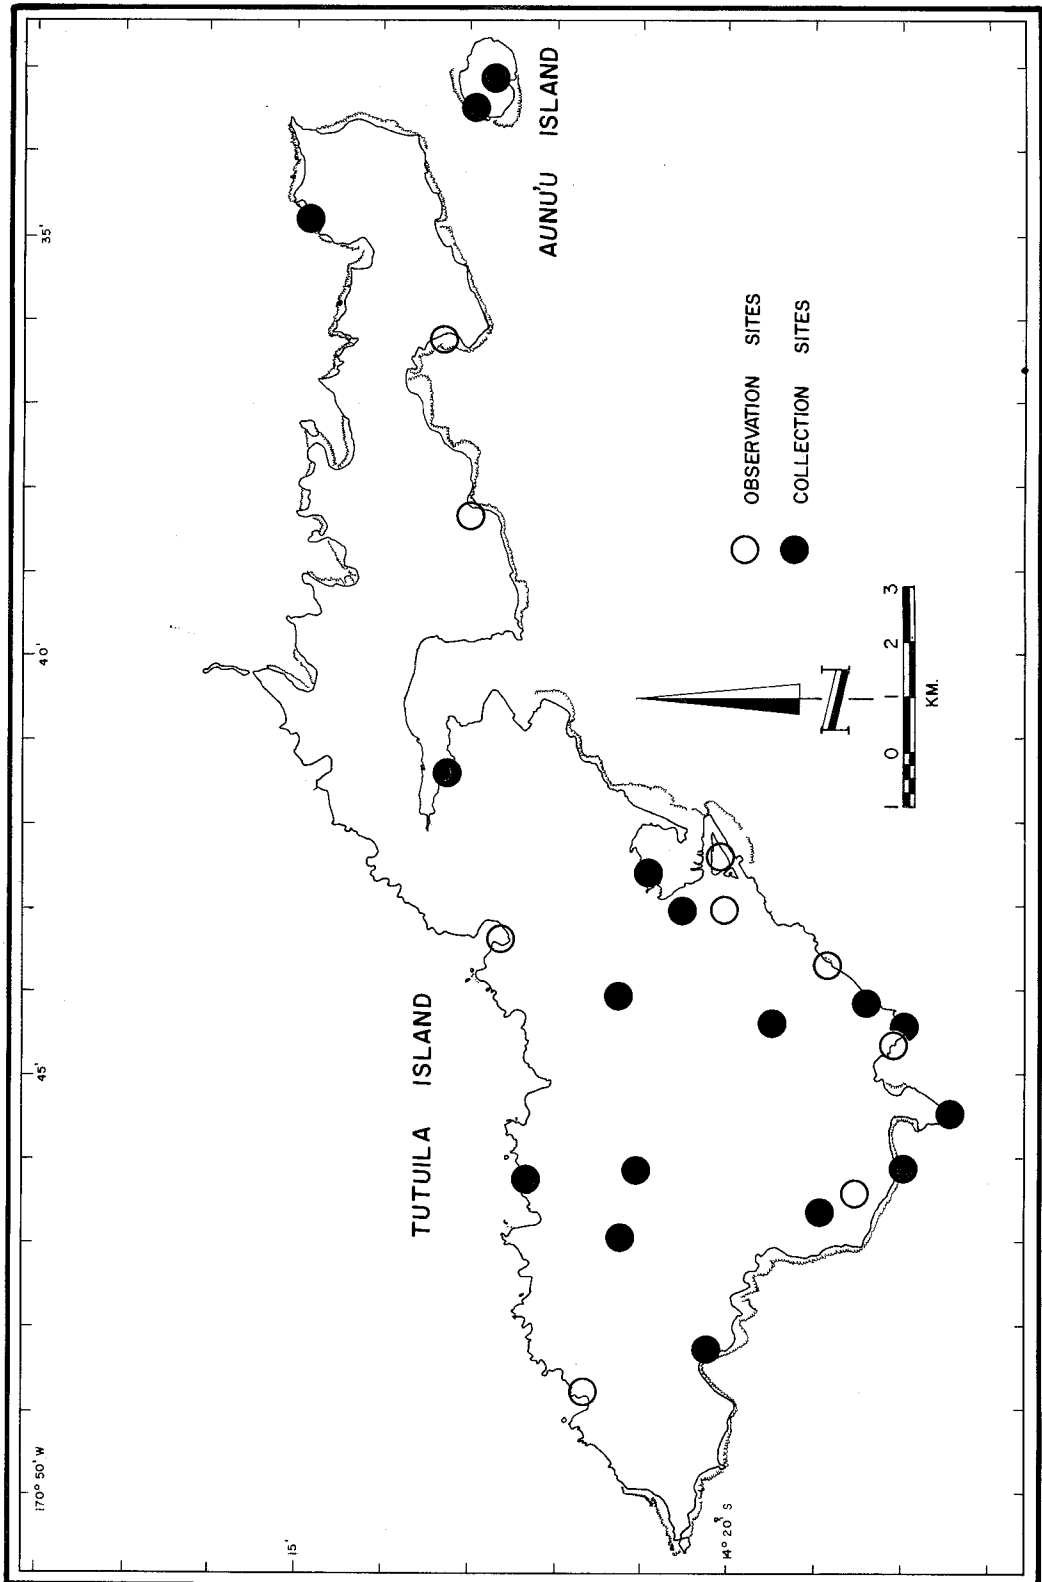 170° 50' W
45'
40'
35'
15'
14° 20' S
TUTUILA ISLAND
AUNU'U ISLAND
OBSERVATION SITES
COLLECTION SITES
N
1 0 1 2 3
KM.